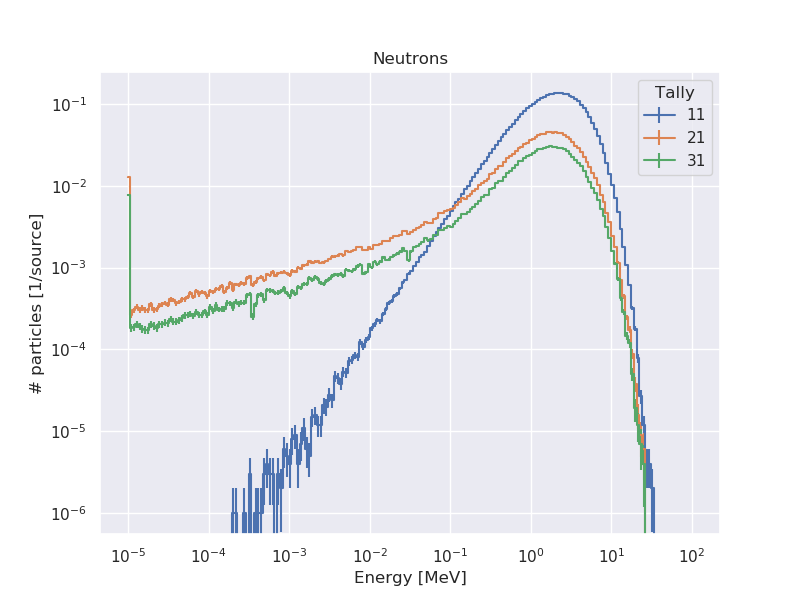 Neutrons
Tally
11
21
31
10⁻¹
10⁻²
10⁻³
10⁻⁴
10⁻⁵
10⁻⁶
# particles [1/source]
10⁻⁵ 10⁻⁴ 10⁻³ 10⁻² 10⁻¹ 10⁰ 10¹ 10²
Energy [MeV]